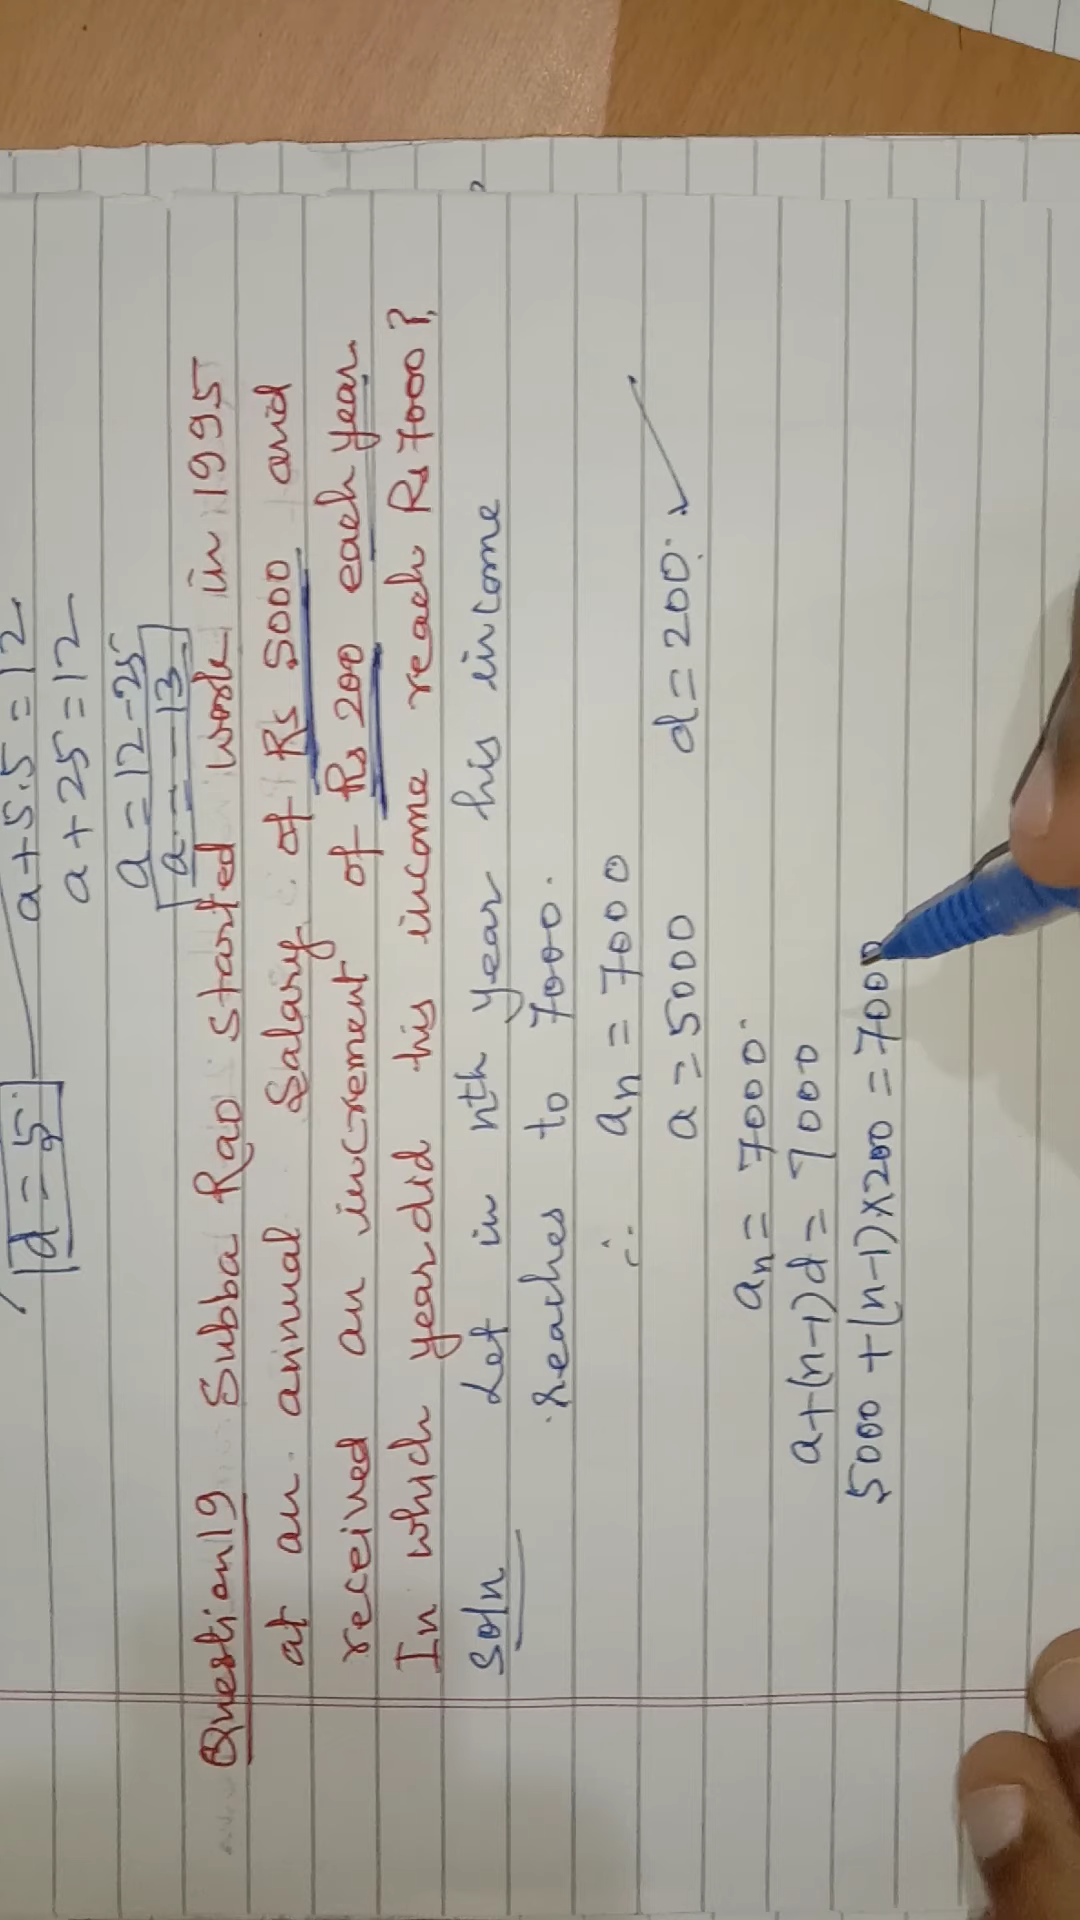 d = 5
a + 5.5 = 12
a + 25 = 12
a = 12 - 25
a = - 13
Question 19 Subba Rao started work in 1995
at an annual Salary of Rs 5000 and
received an increment of Rs 200 each year.
In which year did his income reach Rs 7000?
Soln Let in nth year his income
reaches to 7000.
∴ an = 7000
a = 5000 d = 200.
an = 7000.
a + (n-1)d = 7000
5000 + (n-1)×200 = 7000